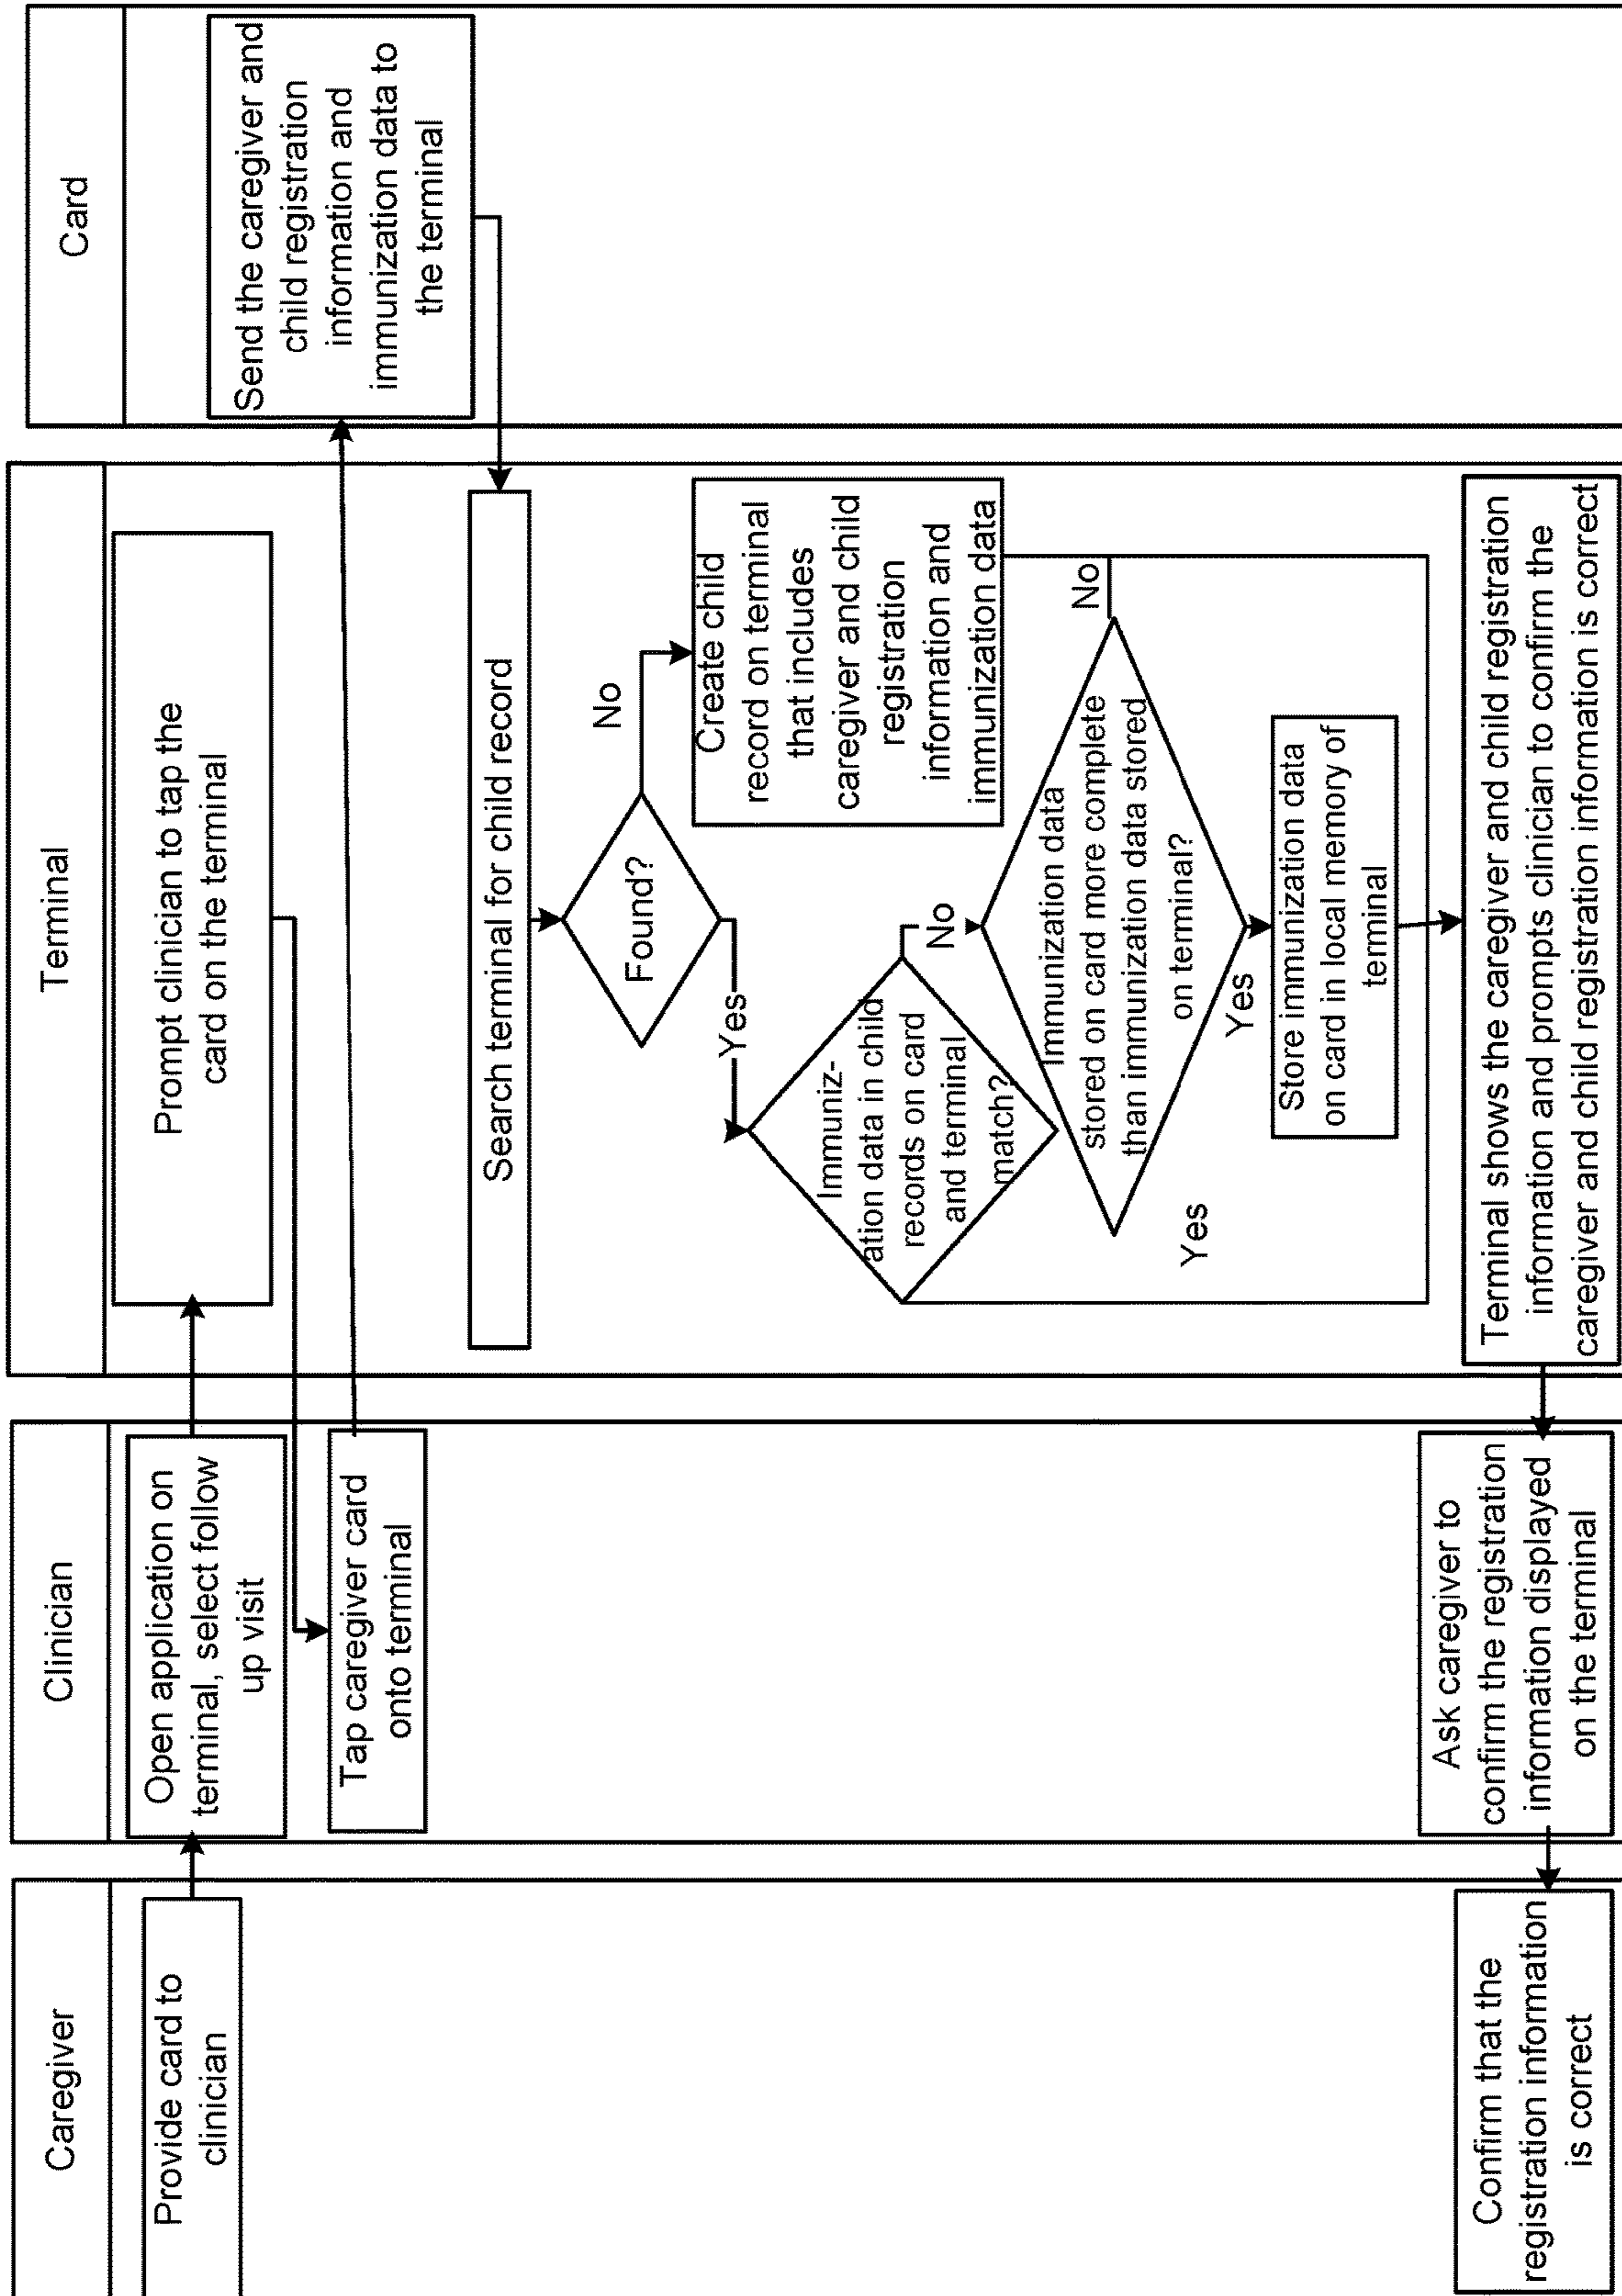 Caregiver
Clinician
Terminal
Card
Provide card to
clinician
Open application on
terminal, select follow
up visit
Prompt clinician to tap the
card on the terminal
Tap caregiver card
onto terminal
Send the caregiver and
child registration
information and
immunization data to
the terminal
Search terminal for child record
Found?
No
Yes
Create child
record on terminal
that includes
caregiver and child
registration
information and
immunization data
Immuniz-
ation data in child
records on card
and terminal
match?
No
Yes
Immunization data
stored on card more complete
than immunization data stored
on terminal?
No
Yes
Store immunization data
on card in local memory of
terminal
Terminal shows the caregiver and child registration
information and prompts clinician to confirm the
caregiver and child registration information is correct
Ask caregiver to
confirm the registration
information displayed
on the terminal
Confirm that the
registration information
is correct